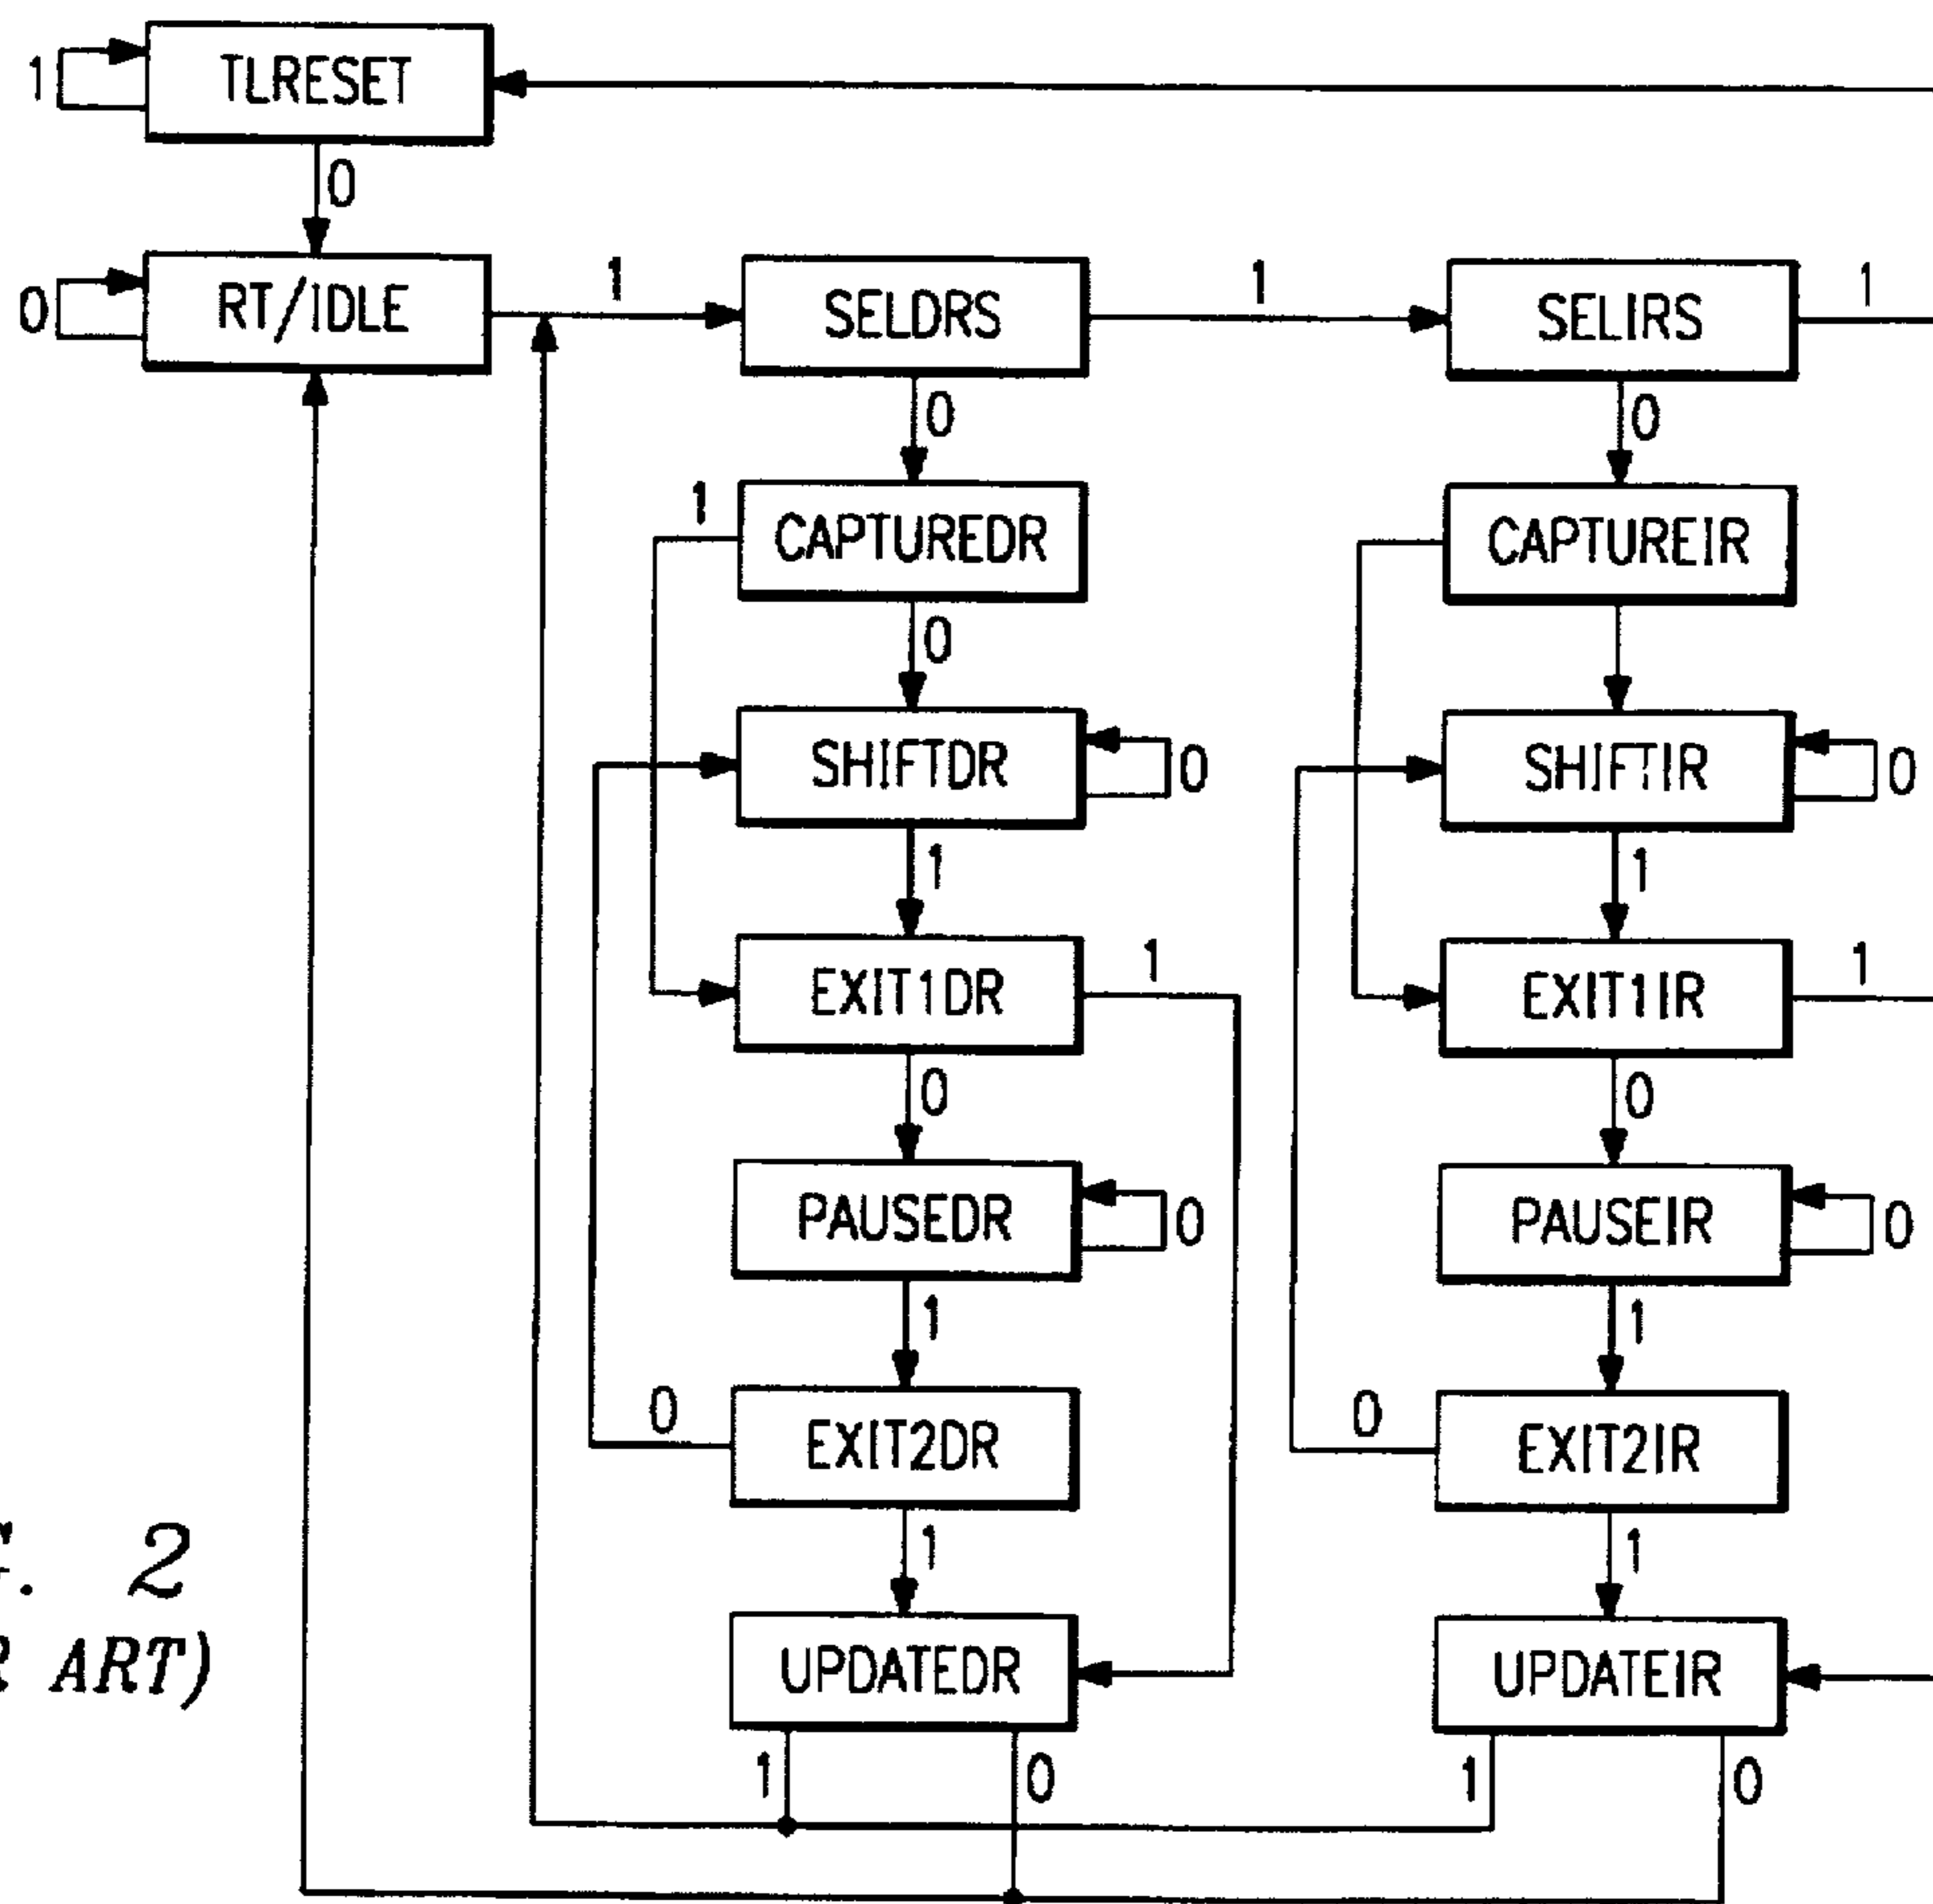 TLRESET
1
0
RT/IDLE
0
1
SELDRS
1
SELIRS
1
0
0
1
CAPTUREDR
CAPTUREIR
0
SHIFTDR
0
SHIFTIR
0
1
1
EXIT1DR
1
EXIT1IR
1
0
0
PAUSEDR
0
PAUSEIR
0
1
1
0
EXIT2DR
0
EXIT2IR
1
1
2
ART)
UPDATEDR
UPDATEIR
1
0
1
0